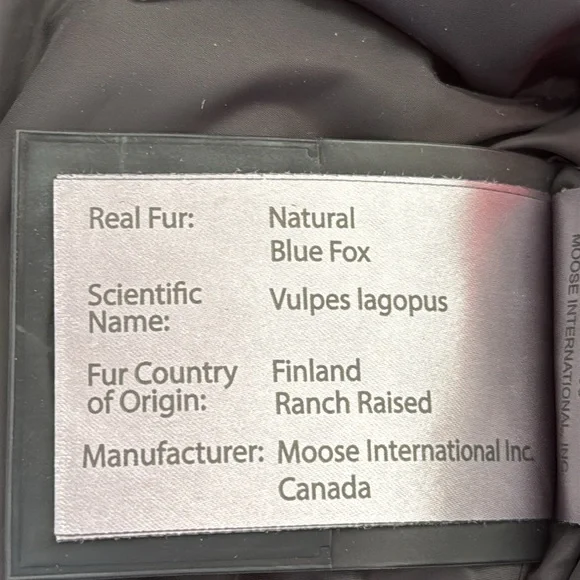 Real Fur: Natural
Blue Fox
Scientific
Name: Vulpes lagopus
Fur Country
of Origin: Finland
Ranch Raised
Manufacturer: Moose International Inc.
Canada
MOOSE INTERNATIONAL INC